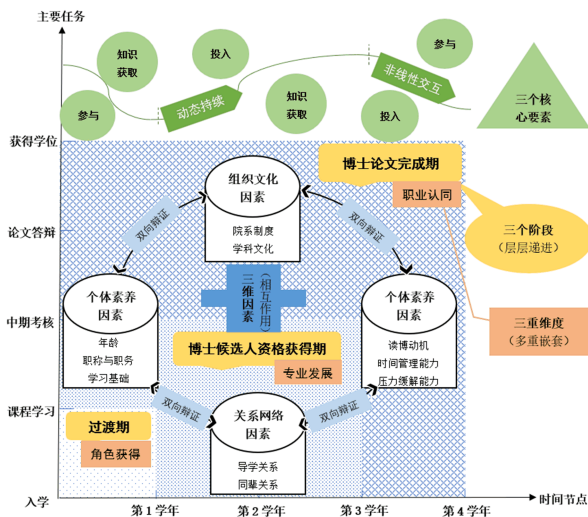 主要任务
知识
获取
投入
参与
参与
动态持续
知识
获取
投入
非线性交互
三个核
心要素
获得学位
论文答辩
中期考核
课程学习
入学
博士论文完成期
职业认同
组织文化
因素
院系制度
学科文化
双向辩证
双向辩证
三个阶段
（层层递进）
个体素养
因素
年龄
职称与职务
学习基础
三维因素
（相互作用）
个体素养
因素
读博动机
时间管理能力
压力缓解能力
三重维度
（多重嵌套）
博士候选人资格获得期
专业发展
过渡期
角色获得
双向辩证
双向辩证
关系网络
因素
导学关系
同辈关系
第 1 学年
第 2 学年
第 3 学年
第 4 学年
时间节点